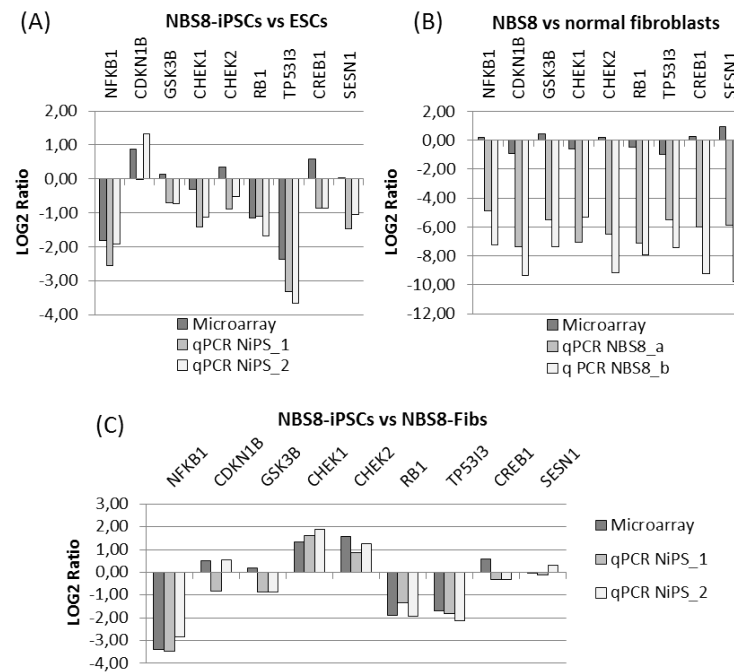 (A)
NBS8-iPSCs vs ESCs
NFKB1
CDKN1B
GSK3B
CHEK1
CHEK2
RB1
TP53I3
CREB1
SESN1
2,00
1,00
0,00
-1,00
-2,00
-3,00
-4,00
LOG2 Ratio
Microarray
qPCR NiPS_1
qPCR NiPS_2
(B)
NBS8 vs normal fibroblasts
NFKB1
CDKN1B
GSK3B
CHEK1
CHEK2
RB1
TP53I3
CREB1
SESN1
2,00
0,00
-2,00
-4,00
-6,00
-8,00
-10,00
-12,00
LOG2 Ratio
Microarray
qPCR NBS8_a
q PCR NBS8_b
(C)
NBS8-iPSCs vs NBS8-Fibs
NFKB1
CDKN1B
GSK3B
CHEK1
CHEK2
RB1
TP53I3
CREB1
SESN1
3,00
2,00
1,00
0,00
-1,00
-2,00
-3,00
-4,00
LOG2 Ratio
Microarray
qPCR NiPS_1
qPCR NiPS_2